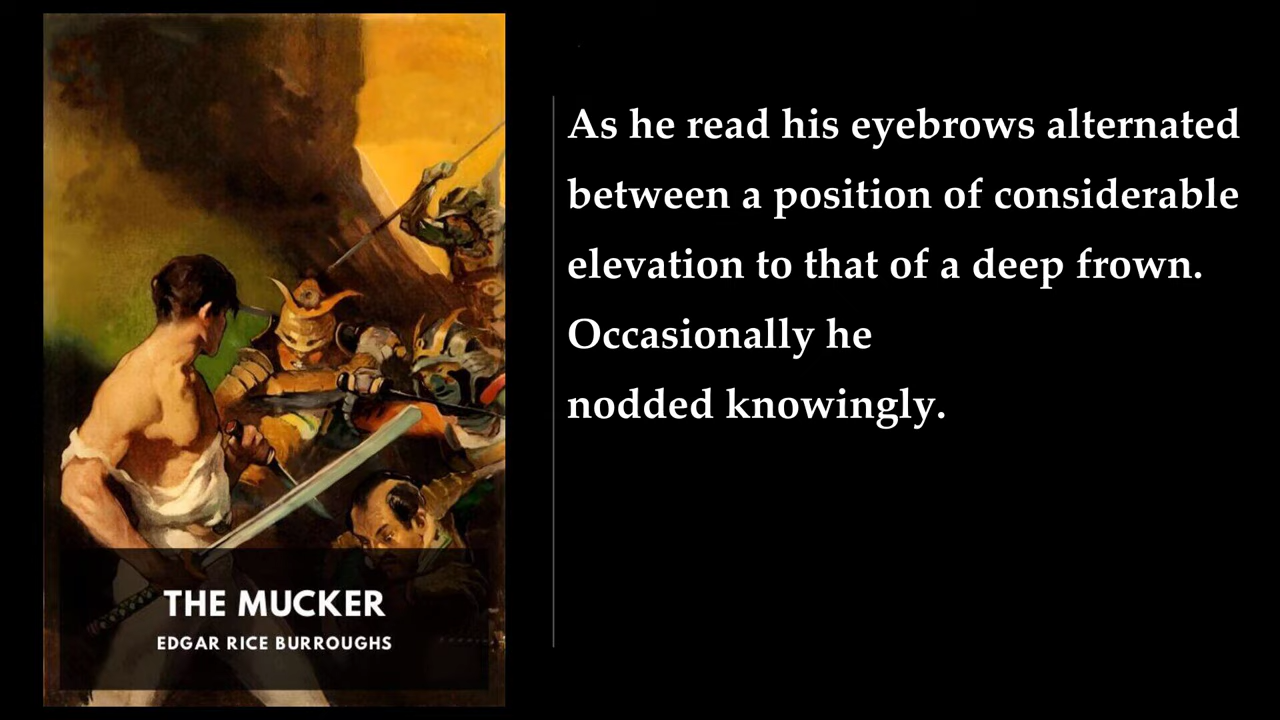 THE MUCKER
EDGAR RICE BURROUGHS
As he read his eyebrows alternated
between a position of considerable
elevation to that of a deep frown.
Occasionally he
nodded knowingly.